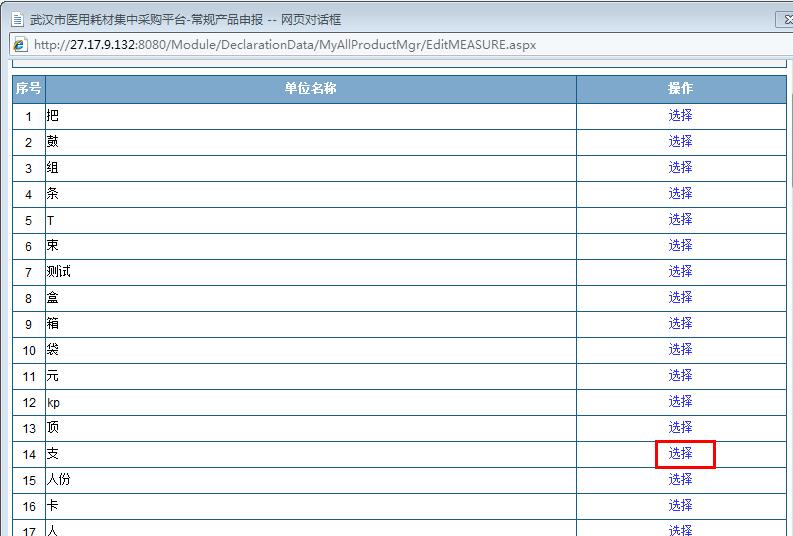 武汉市医用耗材集中采购平台-常规产品申报 -- 网页对话框
http://27.17.9.132:8080/Module/DeclarationData/MyAllProductMgr/EditMEASURE.aspx
序号 单位名称 操作
1 把 选择
2 鼓 选择
3 组 选择
4 条 选择
5 T 选择
6 束 选择
7 测试 选择
8 盒 选择
9 箱 选择
10 袋 选择
11 元 选择
12 kp 选择
13 顶 选择
14 支 选择
15 人份 选择
16 卡 选择
17 人 选择